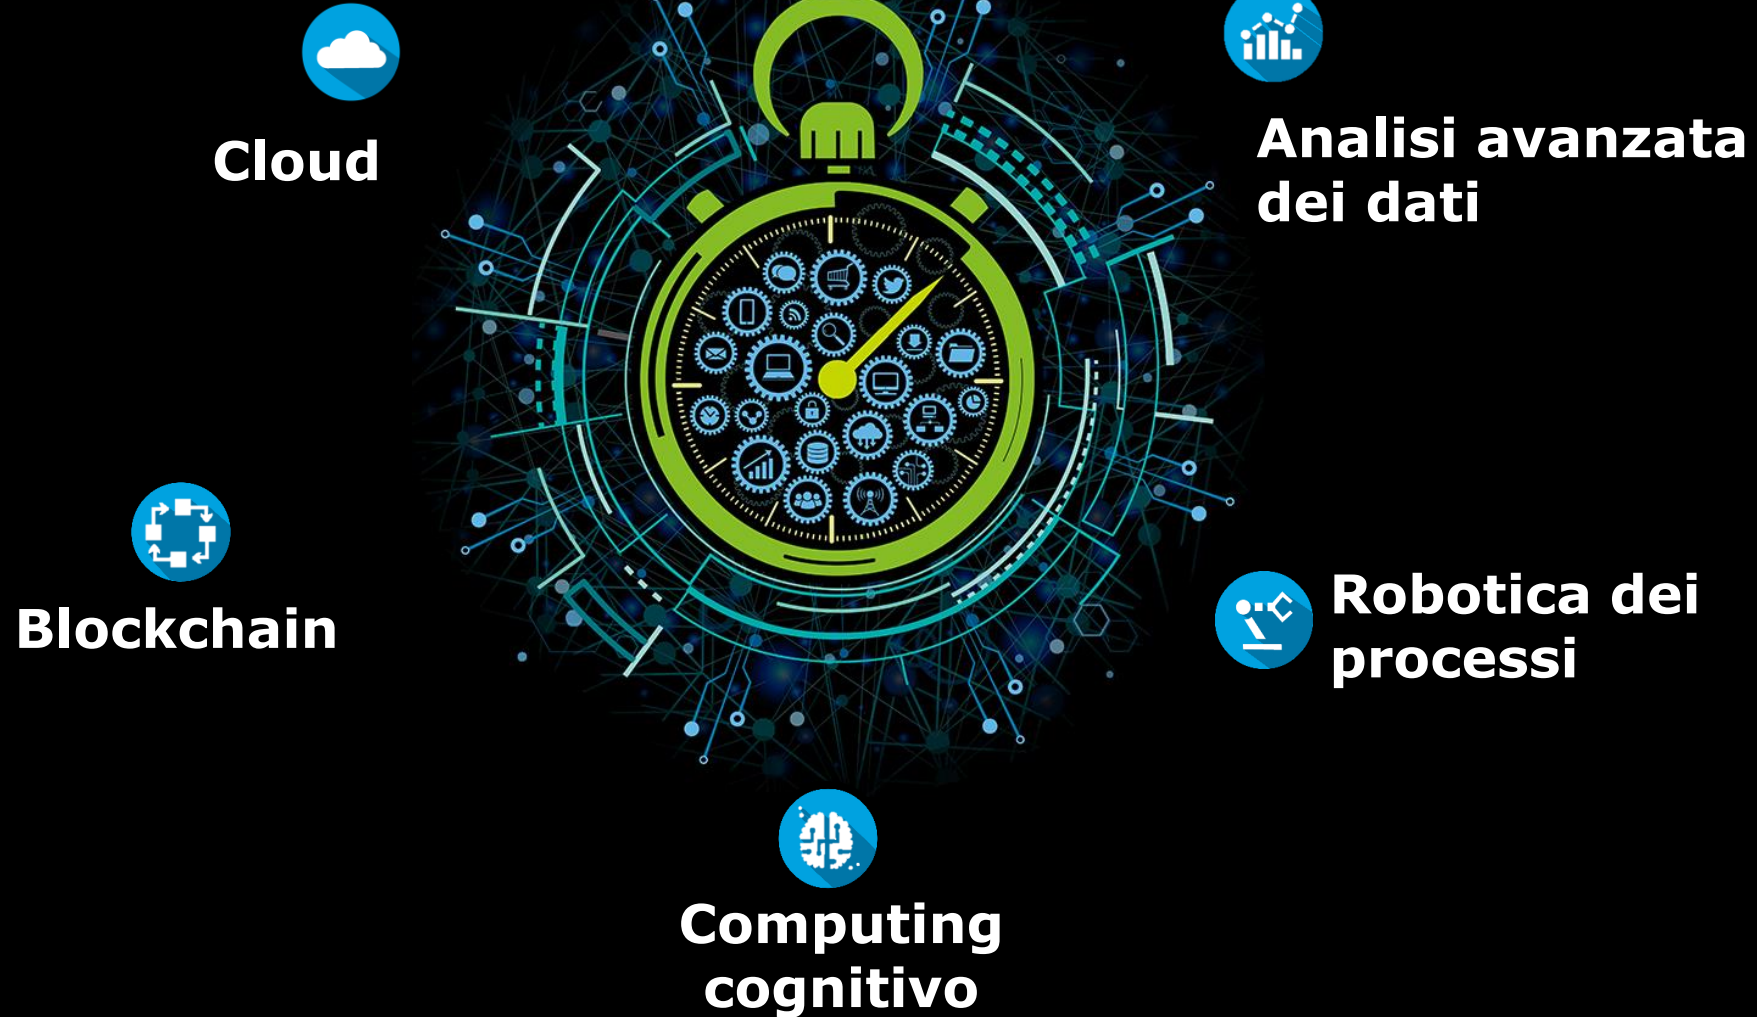 Cloud
Analisi avanzata
dei dati
Blockchain
Robotica dei
processi
Computing
cognitivo